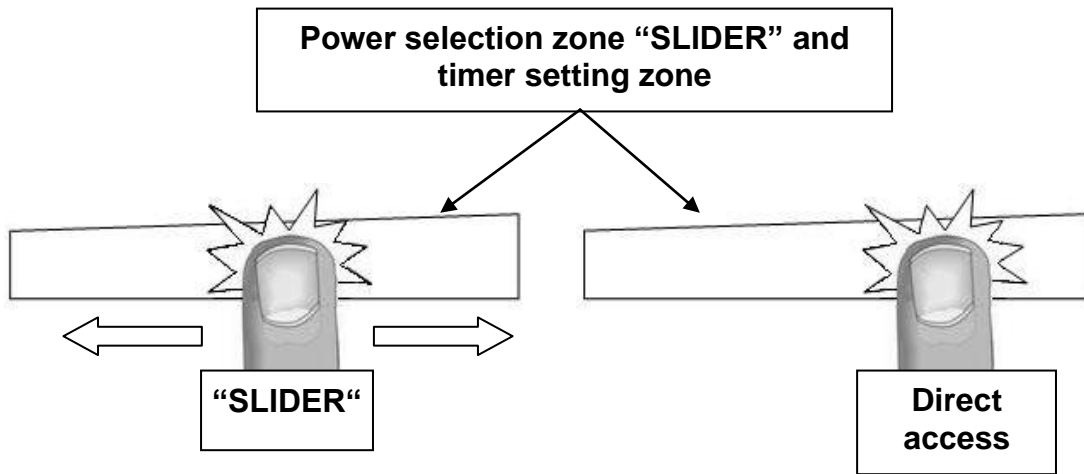 Power selection zone “SLIDER” and
timer setting zone
“SLIDER“
Direct
access